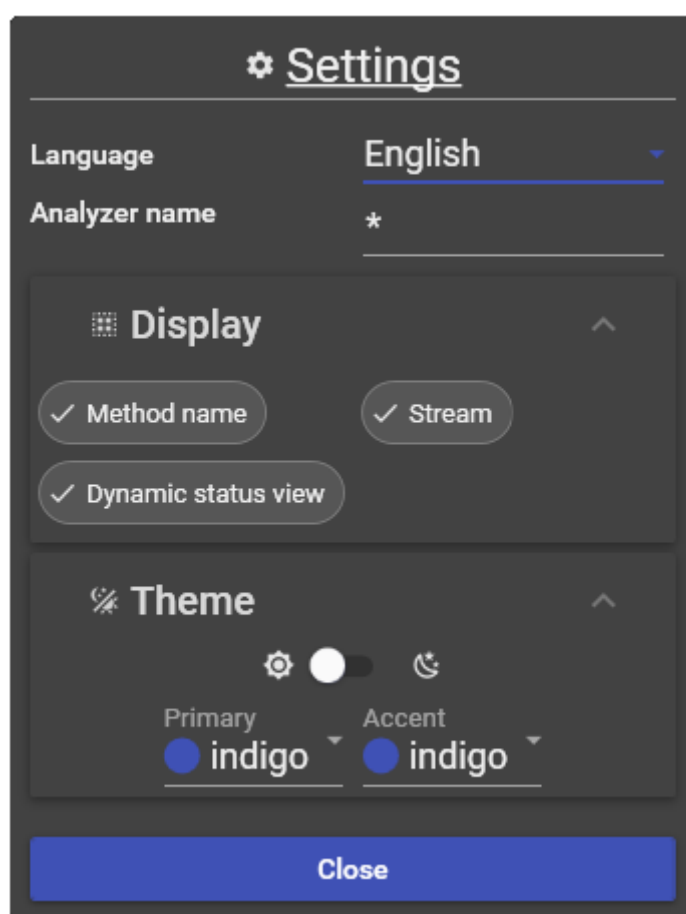 Settings
Language English
Analyzer name *
Display
Method name Stream
Dynamic status view
Theme
Primary Accent
indigo indigo
Close